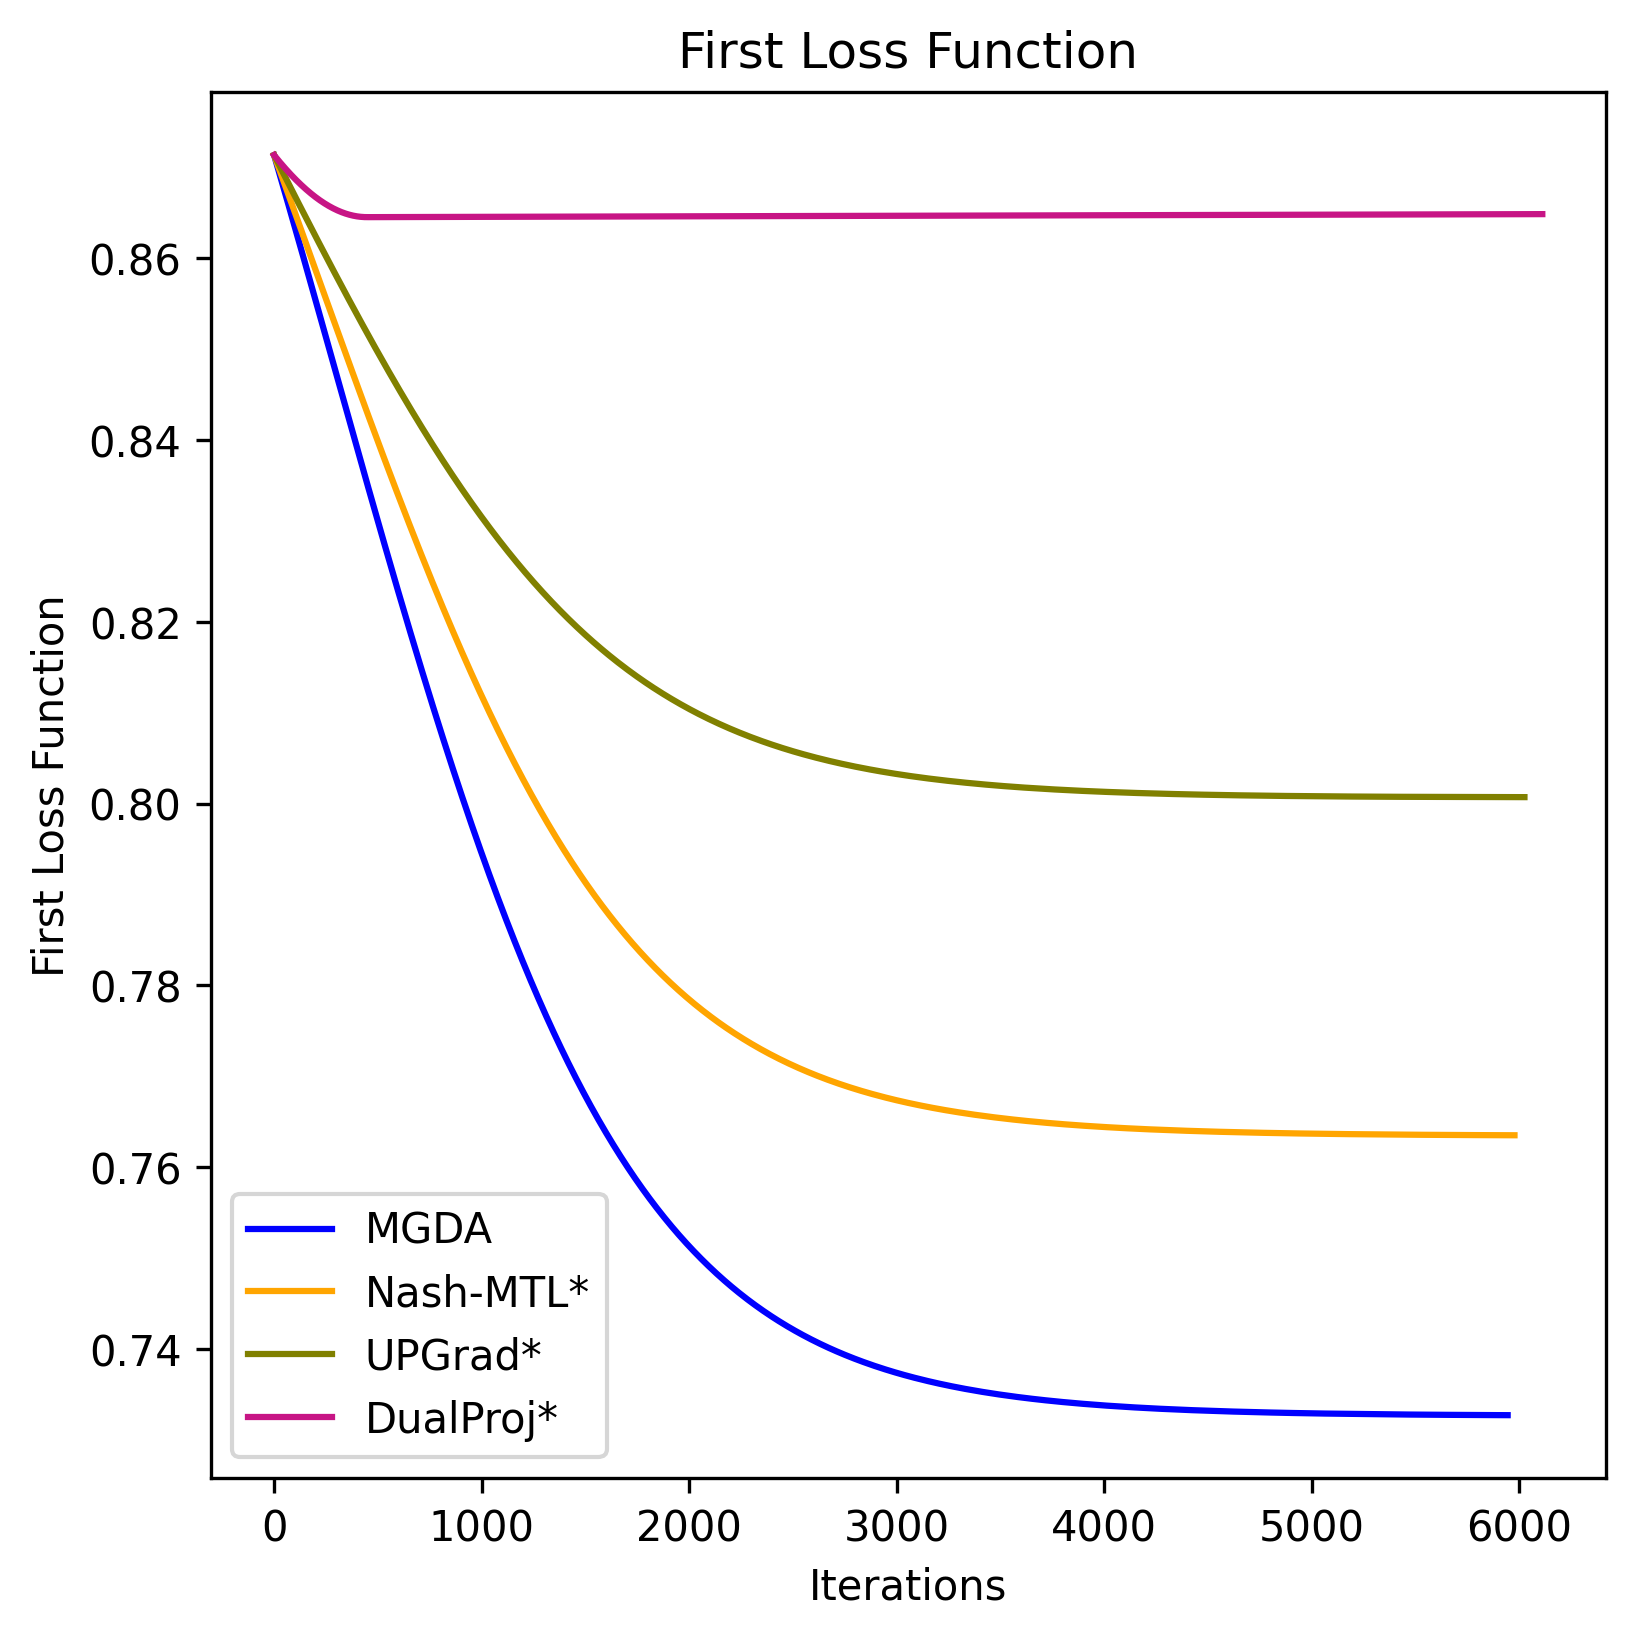 First Loss Function
First Loss Function
0.86
0.84
0.82
0.80
0.78
0.76
0.74
MGDA
Nash-MTL*
UPGrad*
DualProj*
0 1000 2000 3000 4000 5000 6000
Iterations